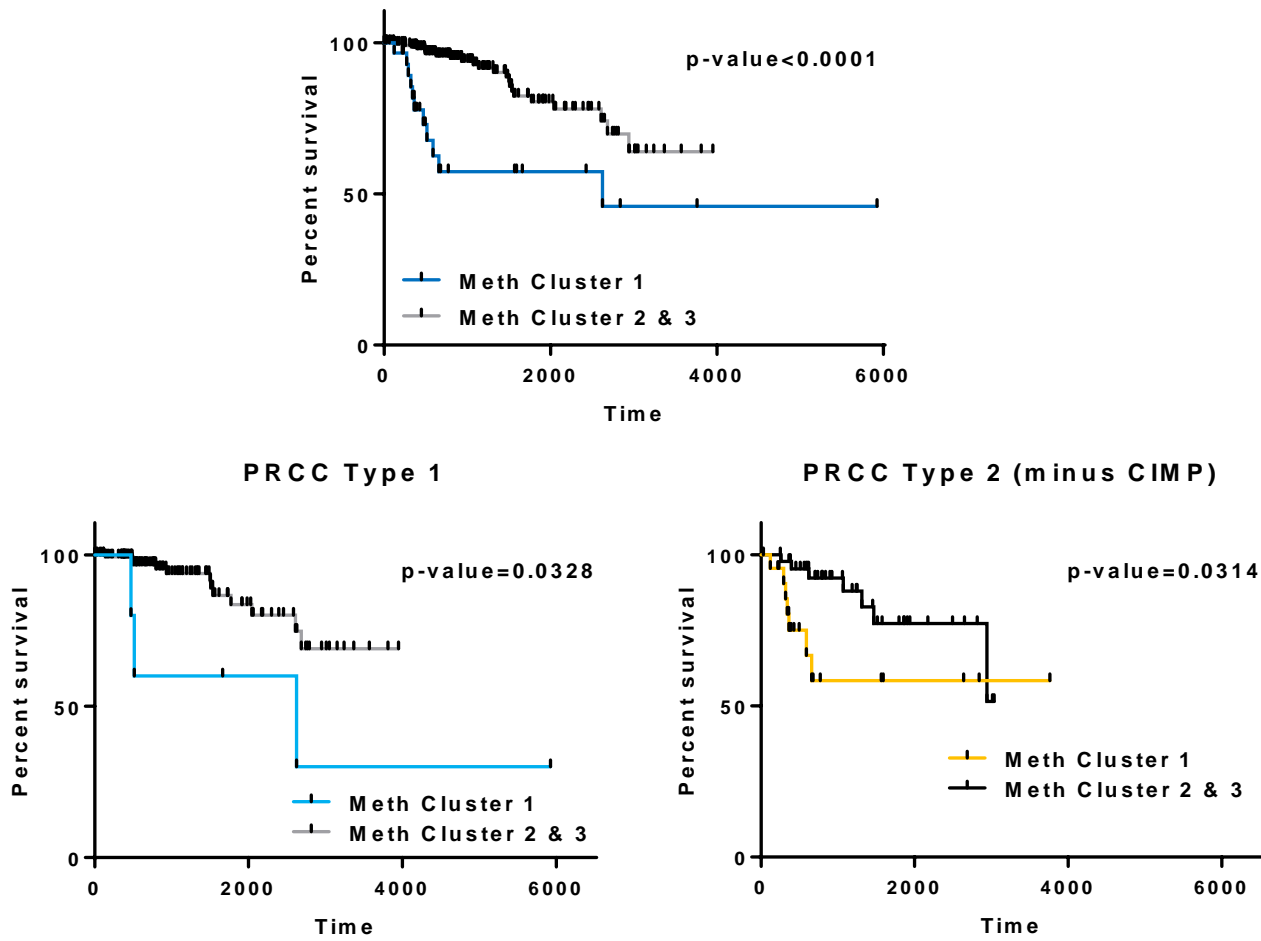 100
p-value<0.0001
Percent survival
50
Meth Cluster 1
Meth Cluster 2 & 3
0
0 2000 4000 6000
Time
PRCC Type 1
100
p-value=0.0328
Percent survival
50
Meth Cluster 1
Meth Cluster 2 & 3
0
0 2000 4000 6000
Time
PRCC Type 2 (minus CIMP)
100
p-value=0.0314
Percent survival
50
Meth Cluster 1
Meth Cluster 2 & 3
0
0 2000 4000 6000
Time